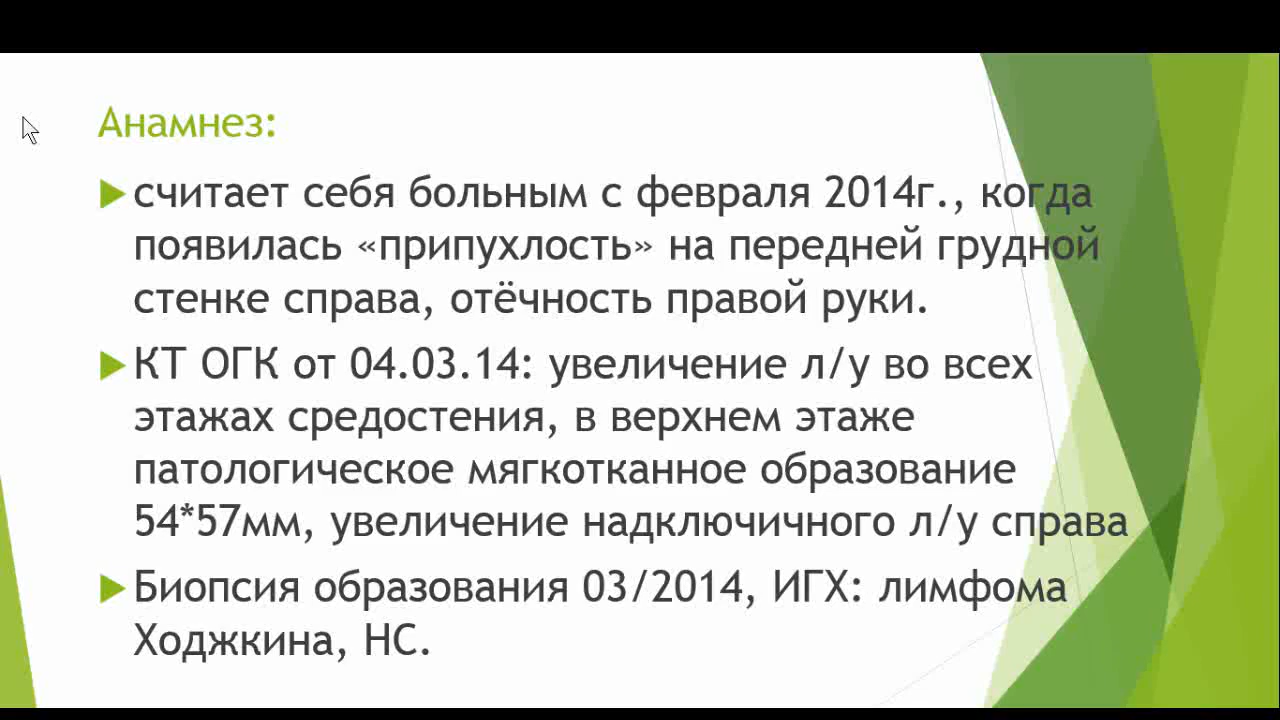 Анамнез:
считает себя больным с февраля 2014г., когда
появилась «припухлость» на передней грудной
стенке справа, отёчность правой руки.
КТ ОГК от 04.03.14: увеличение л/у во всех
этажах средостения, в верхнем этаже
патологическое мягкотканное образование
54*57мм, увеличение надключичного л/у справа
Биопсия образования 03/2014, ИГХ: лимфома
Ходжкина, НС.